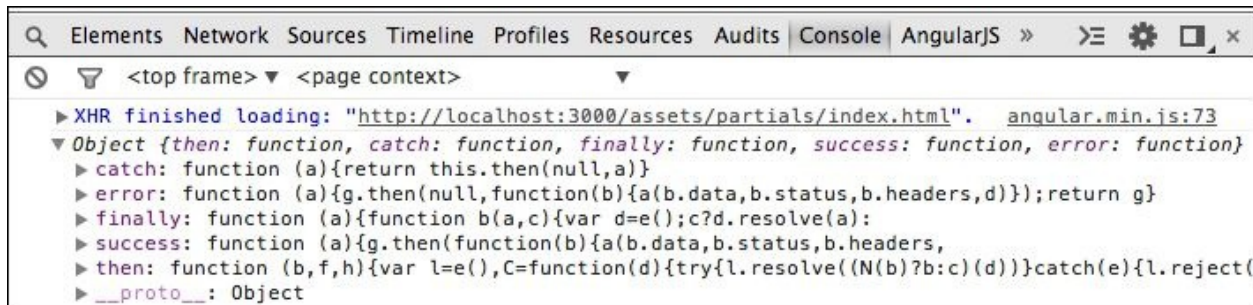 Elements Network Sources Timeline Profiles Resources Audits Console AngularJS »
<top frame> ▼ <page context> ▼
▶ XHR finished loading: "http://localhost:3000/assets/partials/index.html". angular.min.js:73
▼ Object {then: function, catch: function, finally: function, success: function, error: function}
▶ catch: function (a){return this.then(null,a)}
▶ error: function (a){g.then(null,function(b){a(b.data,b.status,b.headers,d)});return g}
▶ finally: function (a){function b(a,c){var d=e();c?d.resolve(a):
▶ success: function (a){g.then(function(b){a(b.data,b.status,b.headers,
▶ then: function (b,f,h){var l=e(),C=function(d){try{l.resolve((N(b)?b:c)(d))}catch(e){l.reject(
▶ __proto__: Object